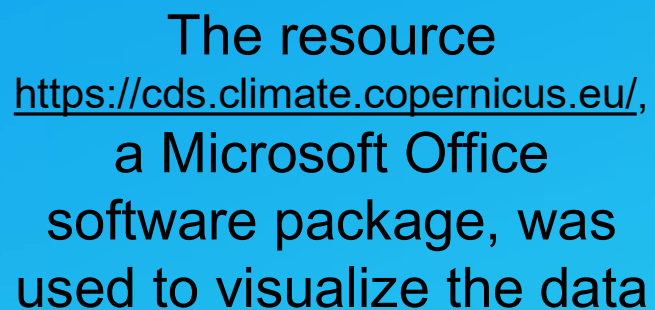 The resource
https://cds.climate.copernicus.eu/,
a Microsoft Office
software package, was
used to visualize the data